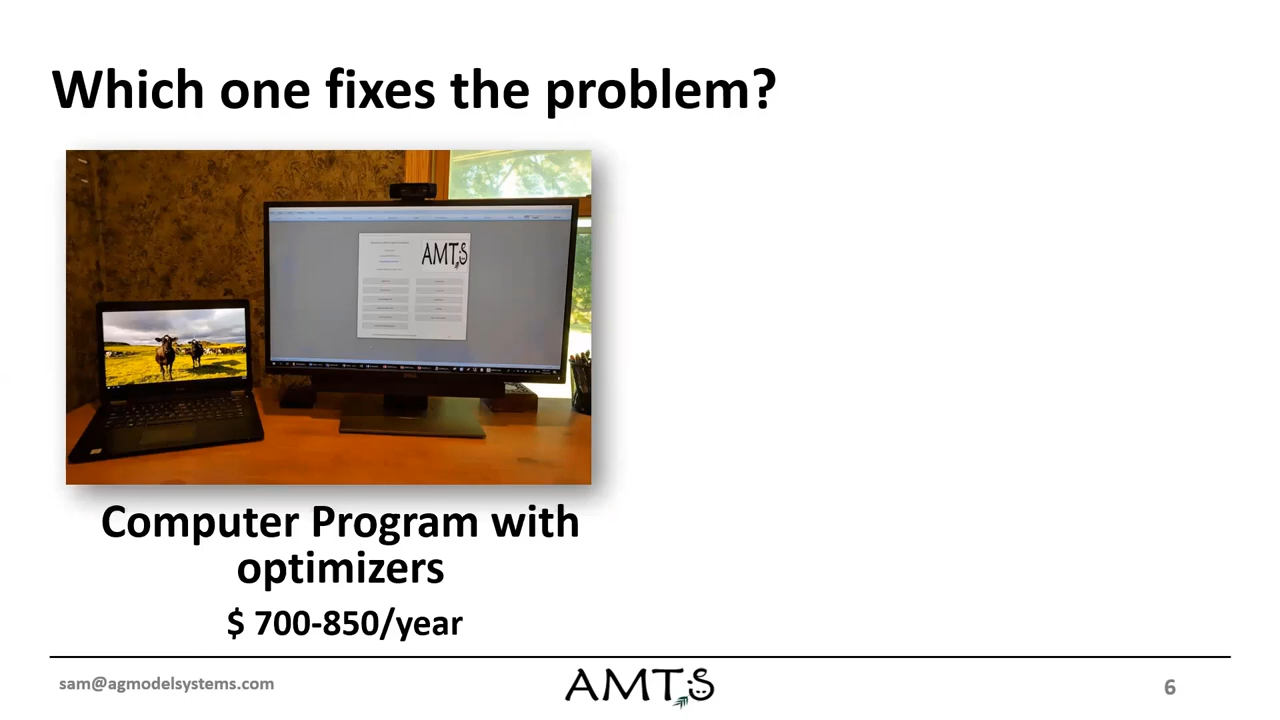 Which one fixes the problem?
AMTS
Computer Program with
optimizers
$ 700-850/year
sam@agmodelsystems.com
AMTS
6